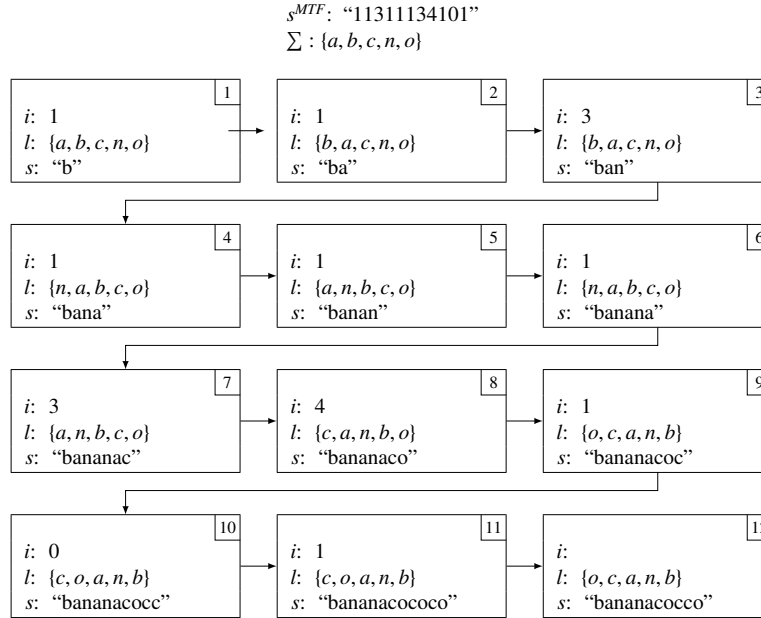 s^MTF: “11311134101”
∑ : {a, b, c, n, o}
1
i: 1
l: {a, b, c, n, o}
s: “b”
2
i: 1
l: {b, a, c, n, o}
s: “ba”
3
i: 3
l: {b, a, c, n, o}
s: “ban”
4
i: 1
l: {n, a, b, c, o}
s: “bana”
5
i: 1
l: {a, n, b, c, o}
s: “banan”
6
i: 1
l: {n, a, b, c, o}
s: “banana”
7
i: 3
l: {a, n, b, c, o}
s: “bananac”
8
i: 4
l: {c, a, n, b, o}
s: “bananaco”
9
i: 1
l: {o, c, a, n, b}
s: “bananacoc”
10
i: 0
l: {c, o, a, n, b}
s: “bananacocc”
11
i: 1
l: {c, o, a, n, b}
s: “bananacococo”
i:
l: {o, c, a, n, b}
s: “bananacocco”